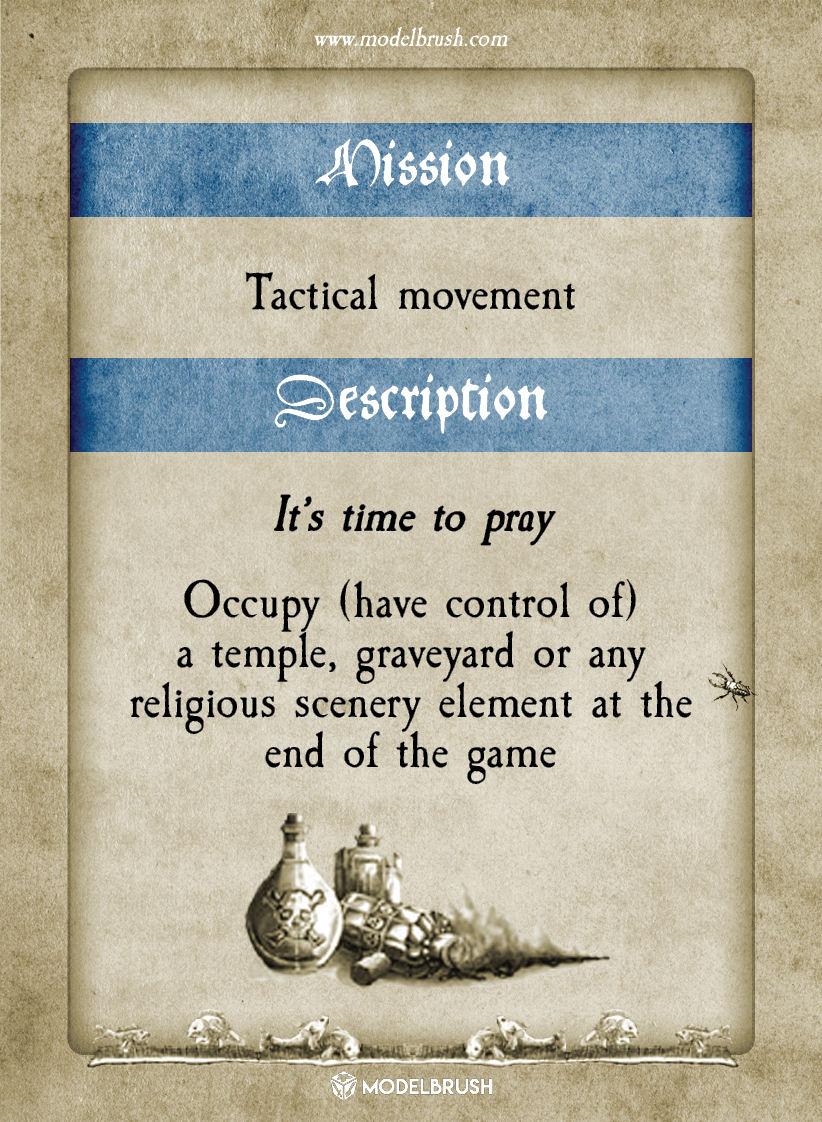 www.modelbrush.com
Mission
Tactical movement
Description
It's time to pray
Occupy (have control of)
a temple, graveyard or any
religious scenery element at the
end of the game
MODELBRUSH